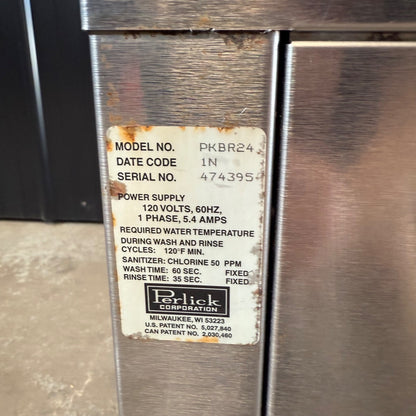 MODEL NO. PKBR24
DATE CODE 1N
SERIAL NO. 474395
POWER SUPPLY
120 VOLTS, 60HZ,
1 PHASE, 5.4 AMPS
REQUIRED WATER TEMPERATURE
DURING WASH AND RINSE
CYCLES: 120°F MIN.
SANITIZER: CHLORINE 50 PPM
WASH TIME: 60 SEC. FIXED
RINSE TIME: 35 SEC. FIXED
Perlick
CORPORATION
MILWAUKEE, WI 53223
U.S. PATENT NO. 5,027,840
CAN PATENT NO. 2,030,460